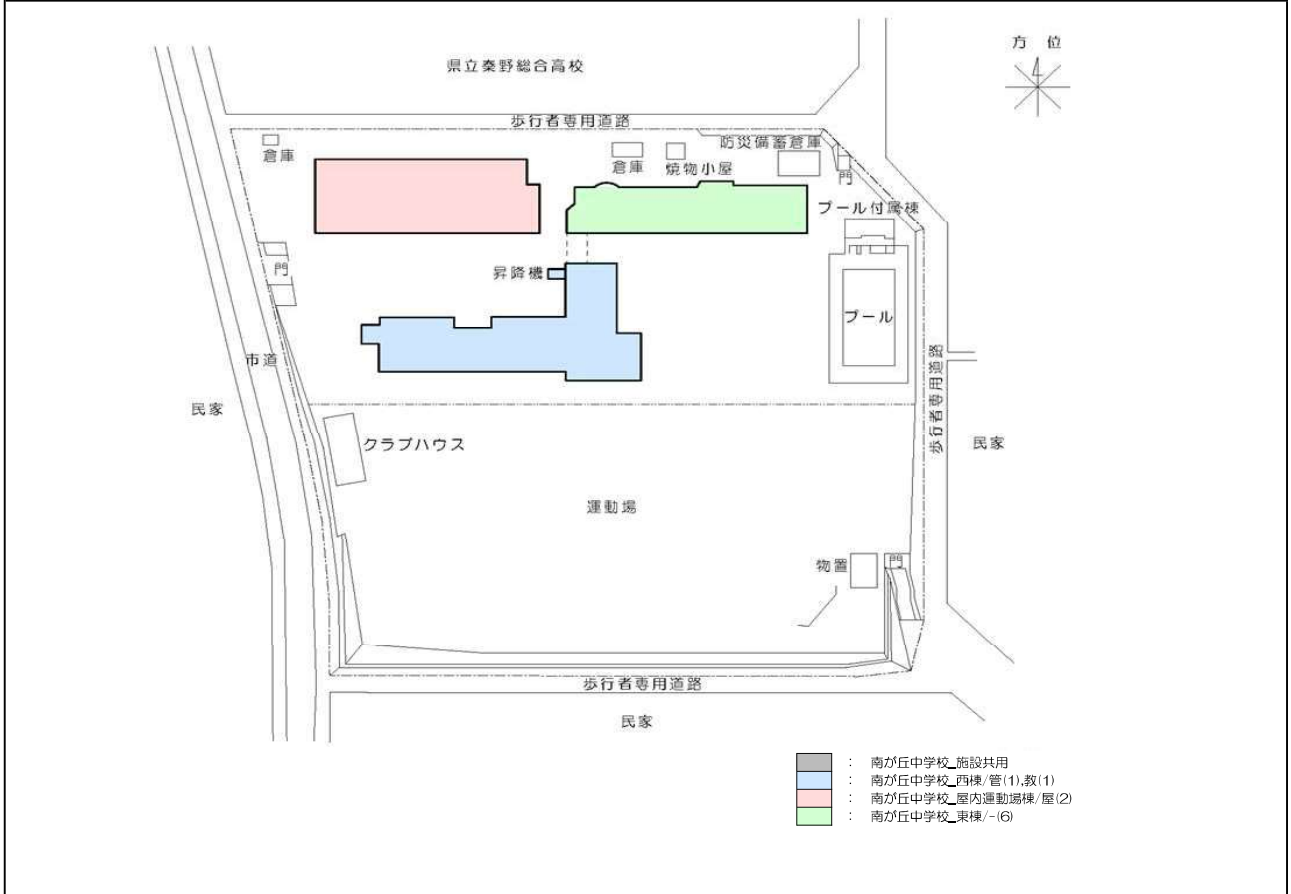 方 位
県立秦野総合高校
歩行者専用道路
防災備蓄倉庫
倉庫
倉庫
焼物小屋
門
プール付属棟
門
昇降機
プール
市道
歩行者専用道路
民家
クラブハウス
民家
運動場
物置
門
歩行者専用道路
民家
： 南が丘中学校_施設共用
： 南が丘中学校_西棟/管(1),教(1)
： 南が丘中学校_屋内運動場棟/屋(2)
： 南が丘中学校_東棟/-(6)